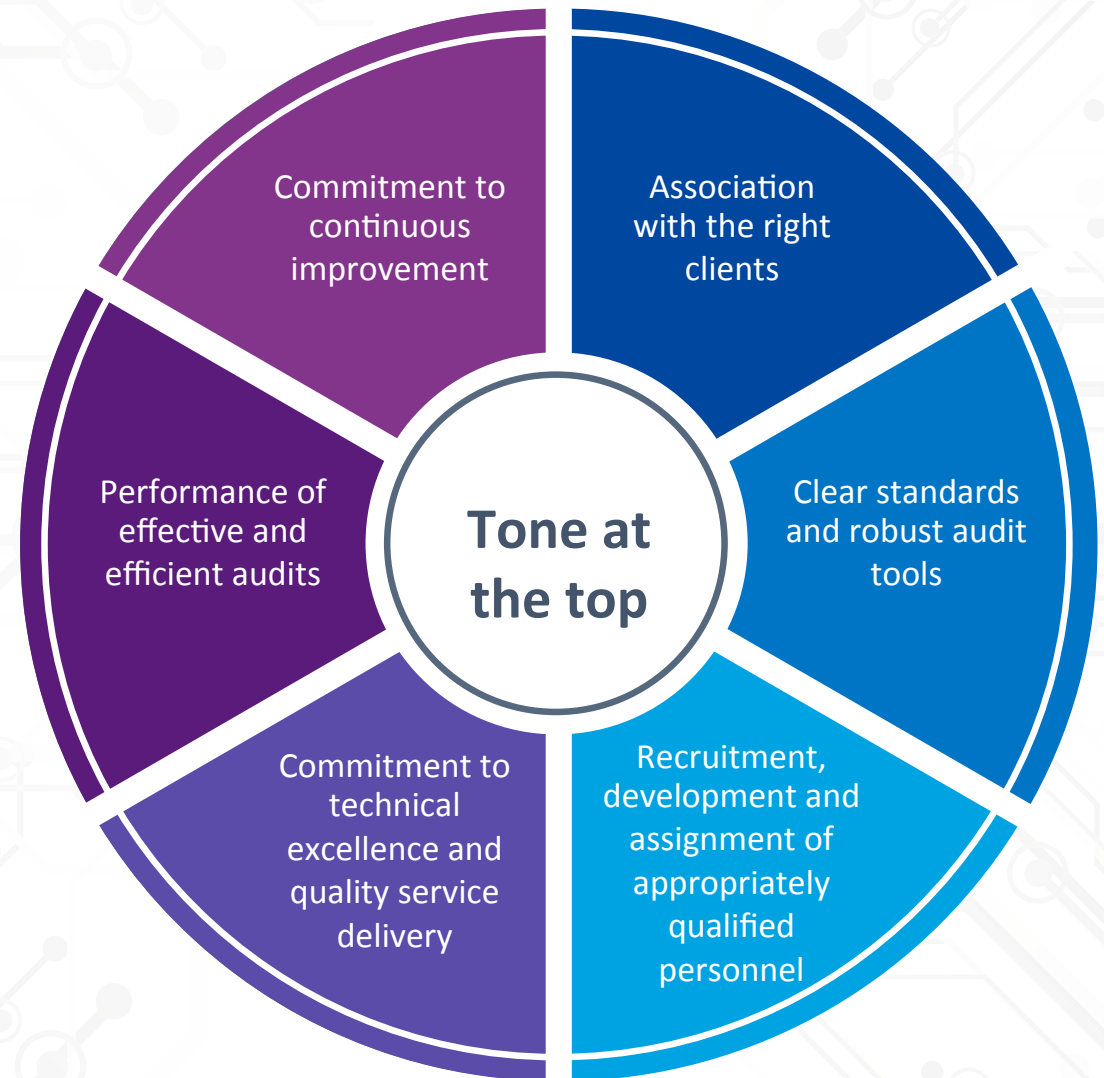 Commitment to
continuous
improvement
Association
with the right
clients
Performance of
effective and
efficient audits
Tone at
the top
Clear standards
and robust audit
tools
Commitment to
technical
excellence and
quality service
delivery
Recruitment,
development and
assignment of
appropriately
qualified
personnel